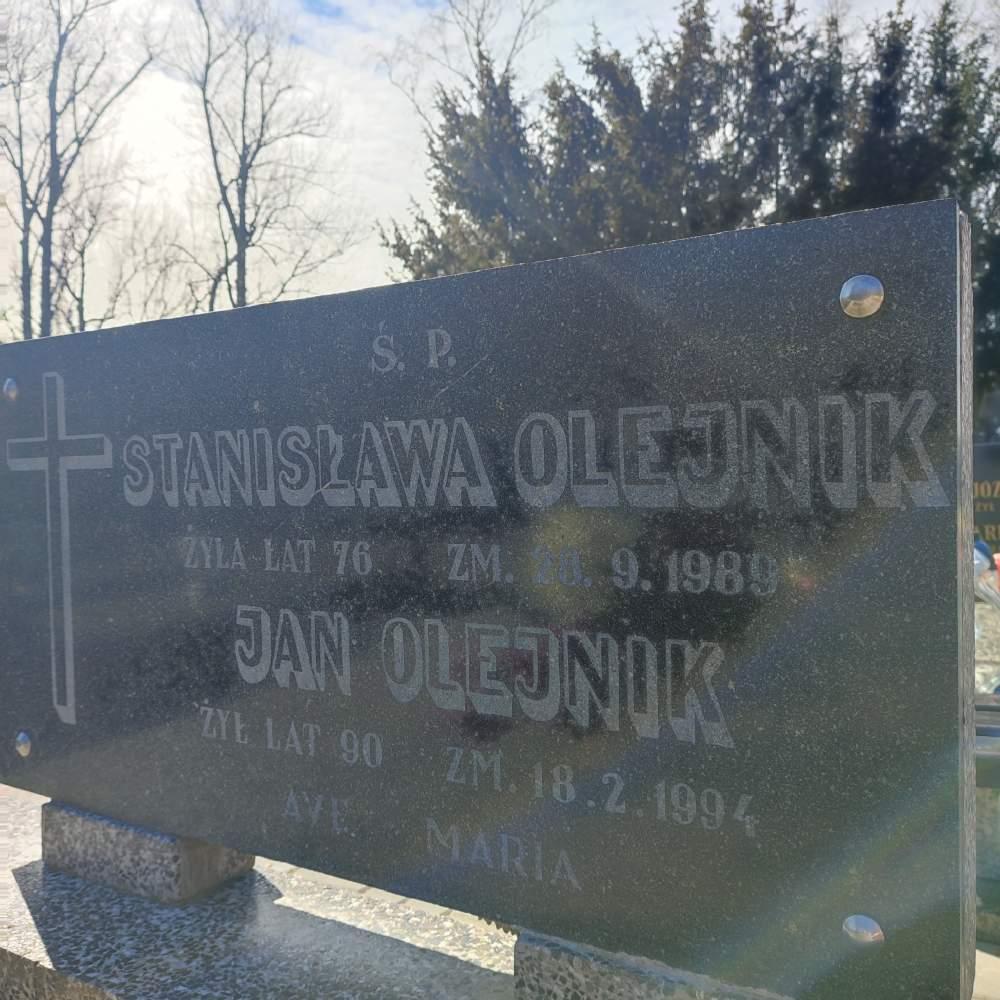 Ś. P.
STANISŁAWA OLEJNIK
ŻYŁA LAT 76 ZM. 28. 9. 1989
JAN OLEJNIK
ŻYŁ LAT 90 ZM. 18. 2. 1994
AVE MARIA